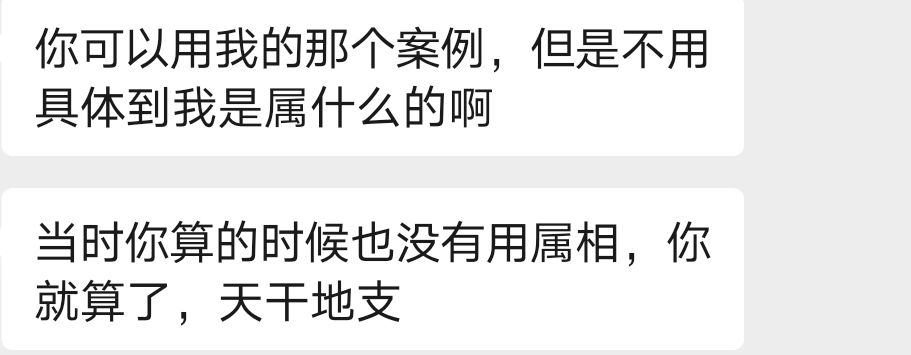 你可以用我的那个案例，但是不用
具体到我是属什么的啊
当时你算的时候也没有用属相，你
就算了，天干地支